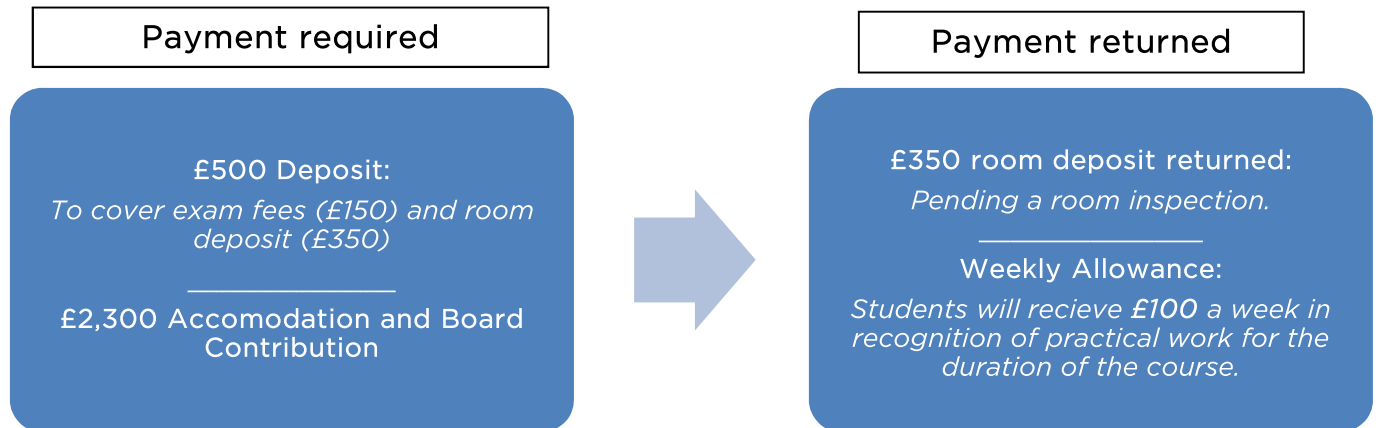 Payment required
£500 Deposit:
To cover exam fees (£150) and room
deposit (£350)
£2,300 Accomodation and Board
Contribution
Payment returned
£350 room deposit returned:
Pending a room inspection.
Weekly Allowance:
Students will recieve £100 a week in
recognition of practical work for the
duration of the course.